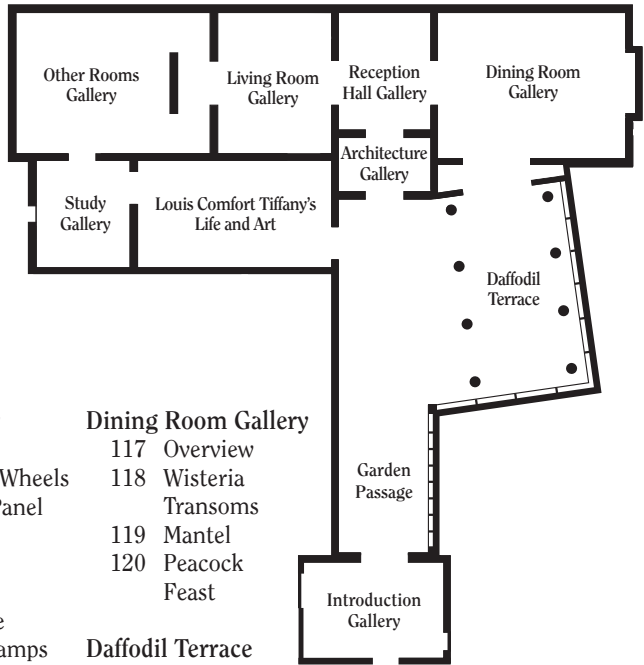 Other Rooms
Gallery
Living Room
Gallery
Reception
Hall Gallery
Dining Room
Gallery
Architecture
Gallery
Study
Gallery
Louis Comfort Tiffany's
Life and Art
Daffodil
Terrace
Garden
Passage
Introduction
Gallery
Wheels
Panel
amps
Dining Room Gallery
117 Overview
118 Wisteria
Transoms
119 Mantel
120 Peacock
Feast
Daffodil Terrace